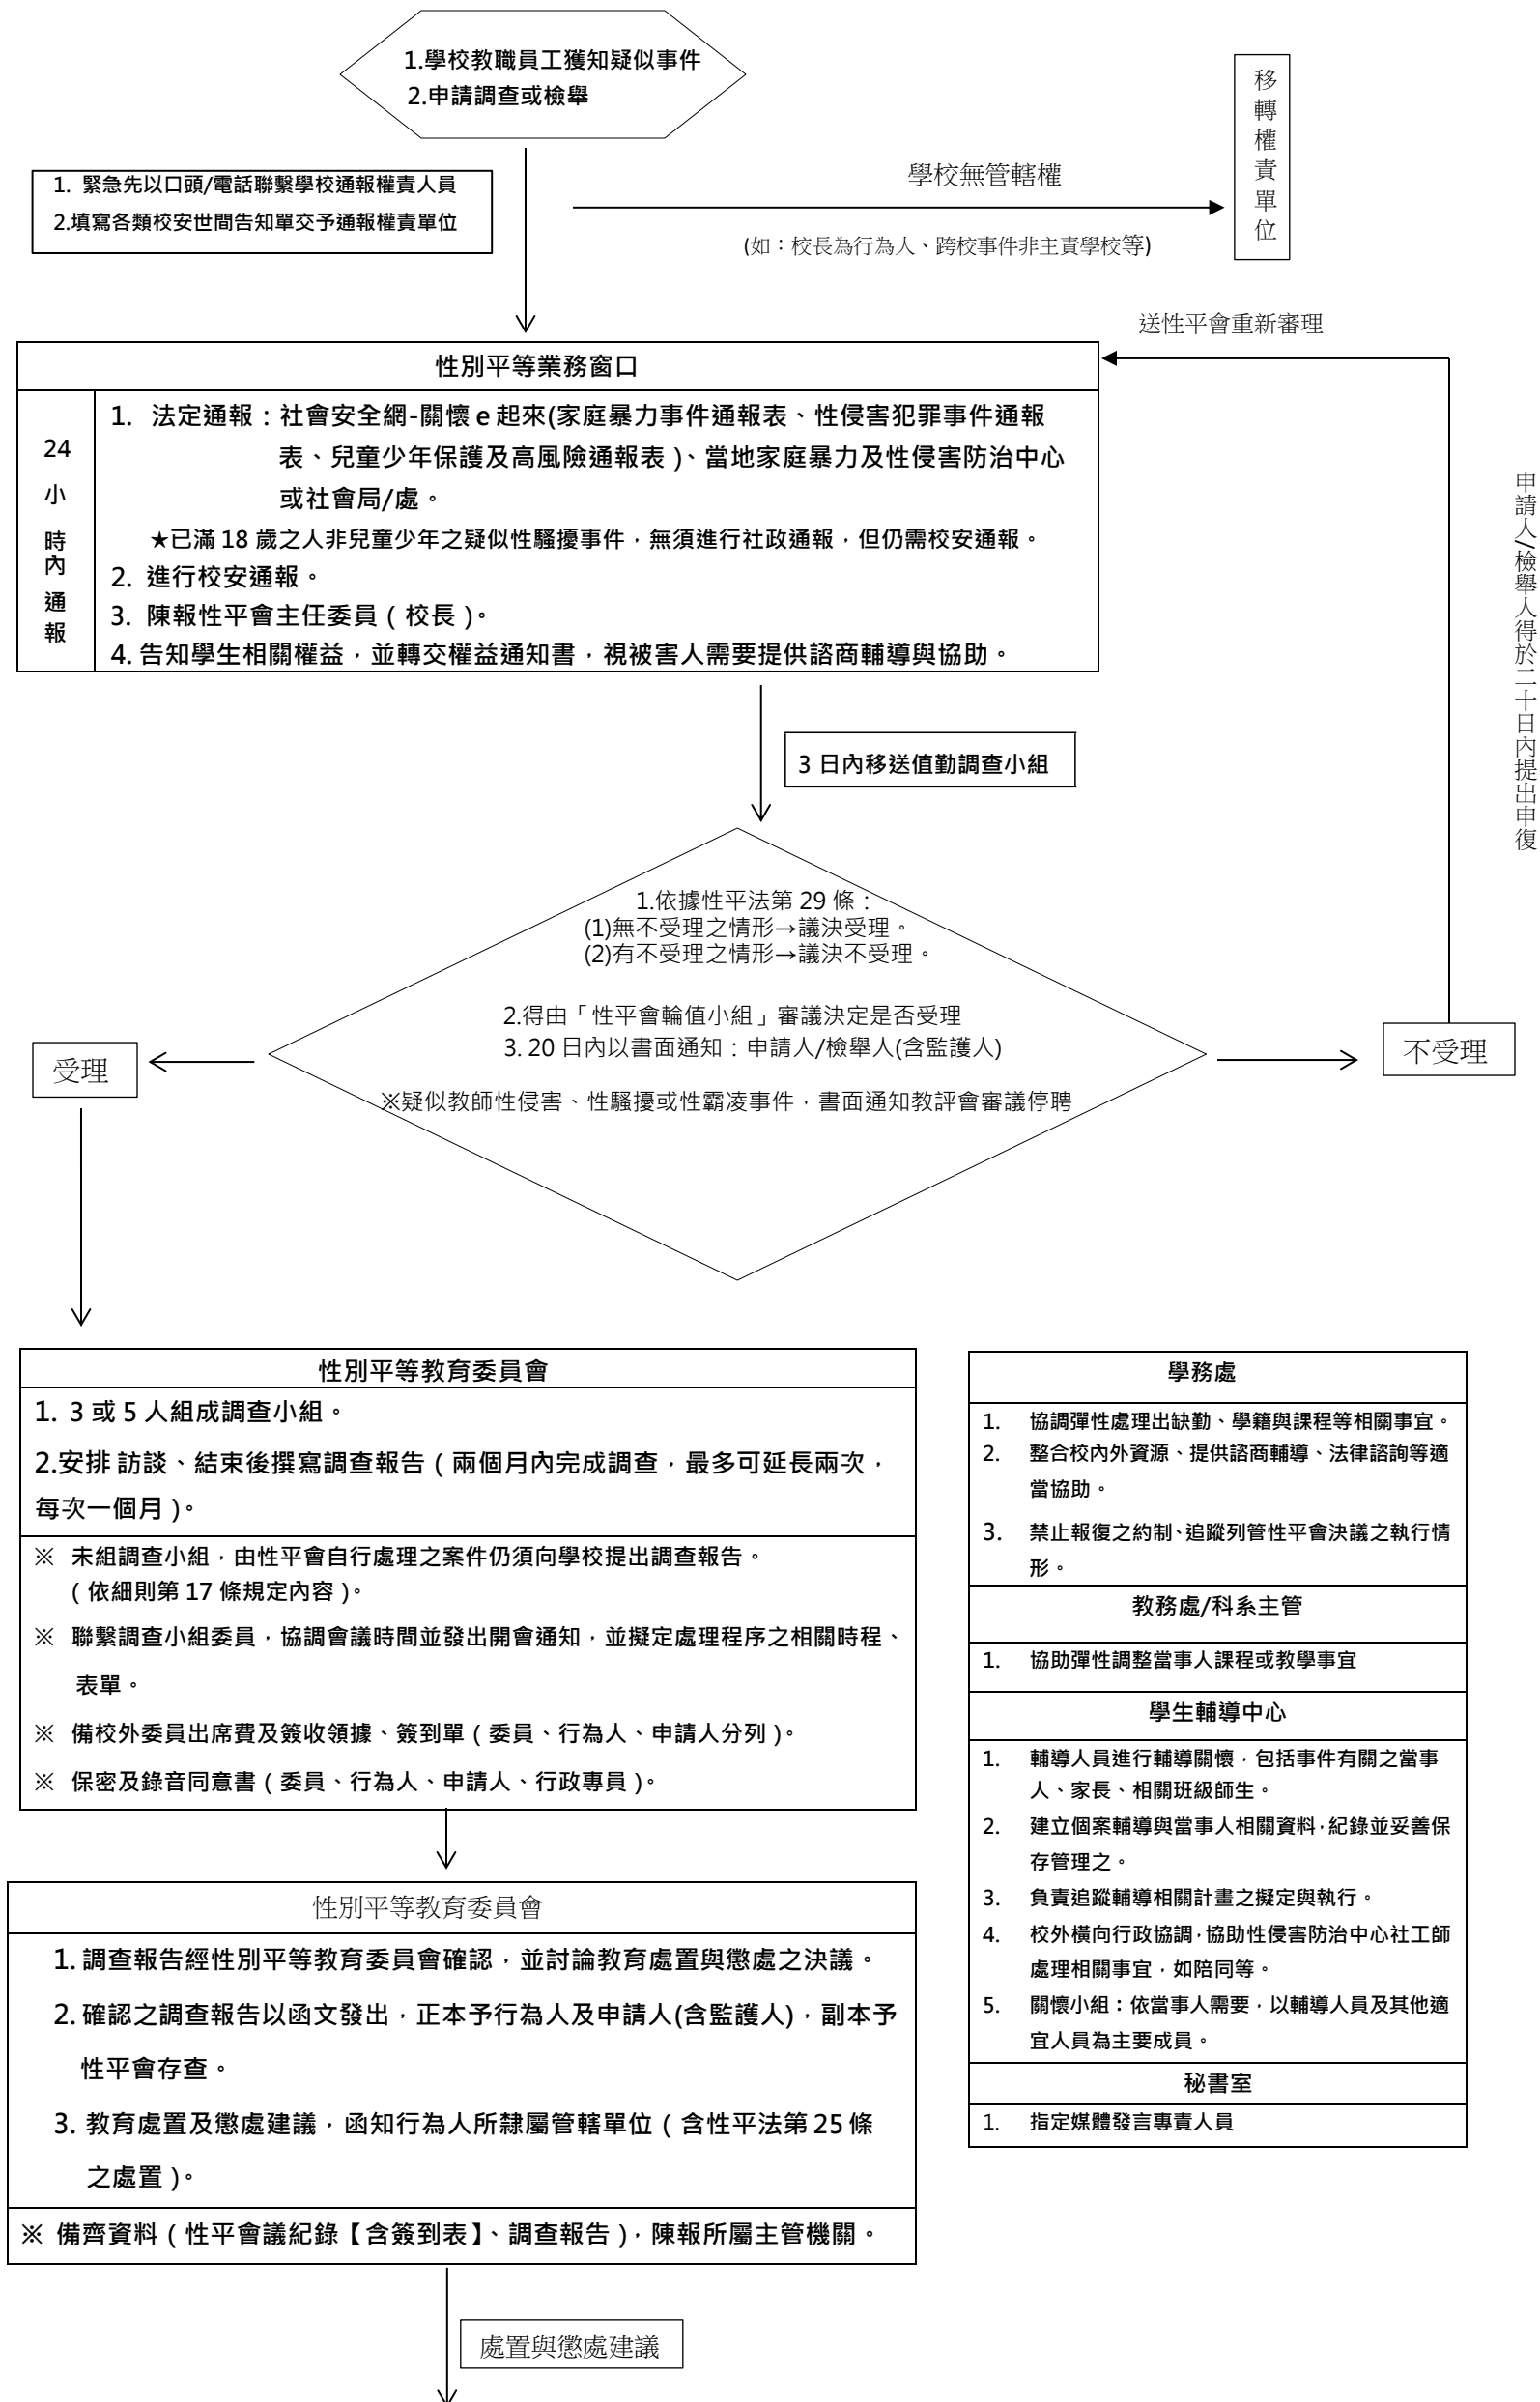 1.學校教職員工獲知疑似事件
2.申請調查或檢舉
移轉權責單位
1. 緊急先以口頭/電話聯繫學校通報權責人員
2.填寫各類校安世間告知單交予通報權責單位
學校無管轄權
(如：校長為行為人、跨校事件非主責學校等)
送性平會重新審理
性別平等業務窗口
24小時內通報
1. 法定通報：社會安全網-關懷 e 起來(家庭暴力事件通報表、性侵害犯罪事件通報
表、兒童少年保護及高風險通報表)、當地家庭暴力及性侵害防治中心
或社會局/處。
★已滿 18 歲之人非兒童少年之疑似性騷擾事件，無須進行社政通報，但仍需校安通報。
2. 進行校安通報。
3. 陳報性平會主任委員（校長）。
4. 告知學生相關權益，並轉交權益通知書，視被害人需要提供諮商輔導與協助。
申請人/檢舉人得於二十日內提出申復
3 日內移送值勤調查小組
1.依據性平法第 29 條：
(1)無不受理之情形→議決受理。
(2)有不受理之情形→議決不受理。
2.得由「性平會輪值小組」審議決定是否受理
3. 20 日內以書面通知：申請人/檢舉人(含監護人)
※疑似教師性侵害、性騷擾或性霸凌事件，書面通知教評會審議停聘
受理
不受理
性別平等教育委員會
1. 3 或 5 人組成調查小組。
2.安排 訪談、結束後撰寫調查報告（兩個月內完成調查，最多可延長兩次，
每次一個月）。
※ 未組調查小組，由性平會自行處理之案件仍須向學校提出調查報告。
（依細則第 17 條規定內容）。
※ 聯繫調查小組委員，協調會議時間並發出開會通知，並擬定處理程序之相關時程、
表單。
※ 備校外委員出席費及簽收領據、簽到單（委員、行為人、申請人分列）。
※ 保密及錄音同意書（委員、行為人、申請人、行政專員）。
性別平等教育委員會
1. 調查報告經性別平等教育委員會確認，並討論教育處置與懲處之決議。
2. 確認之調查報告以函文發出，正本予行為人及申請人(含監護人)，副本予
性平會存查。
3. 教育處置及懲處建議，函知行為人所隸屬管轄單位（含性平法第 25 條
之處置）。
※ 備齊資料（性平會議紀錄【含簽到表】、調查報告），陳報所屬主管機關。
處置與懲處建議
學務處
1. 協調彈性處理出缺勤、學籍與課程等相關事宜。
2. 整合校內外資源、提供諮商輔導、法律諮詢等適
當協助。
3. 禁止報復之約制、追蹤列管性平會決議之執行情
形。
教務處/科系主管
1. 協助彈性調整當事人課程或教學事宜
學生輔導中心
1. 輔導人員進行輔導關懷，包括事件有關之當事
人、家長、相關班級師生。
2. 建立個案輔導與當事人相關資料，紀錄並妥善保
存管理之。
3. 負責追蹤輔導相關計畫之擬定與執行。
4. 校外橫向行政協調，協助性侵害防治中心社工師
處理相關事宜，如陪同等。
5. 關懷小組：依當事人需要，以輔導人員及其他適
宜人員為主要成員。
秘書室
1. 指定媒體發言專責人員